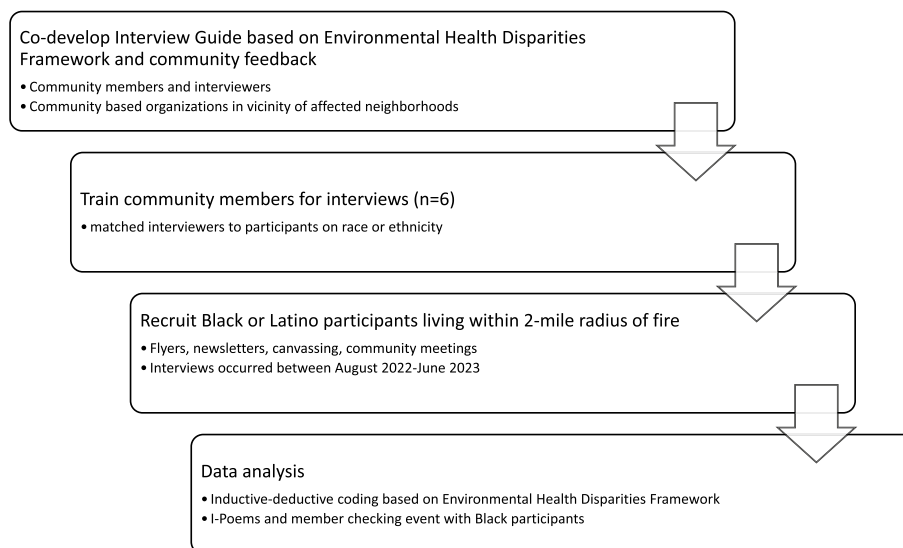 Co-develop Interview Guide based on Environmental Health Disparities
Framework and community feedback
• Community members and interviewers
• Community based organizations in vicinity of affected neighborhoods
Train community members for interviews (n=6)
• matched interviewers to participants on race or ethnicity
Recruit Black or Latino participants living within 2-mile radius of fire
• Flyers, newsletters, canvassing, community meetings
• Interviews occurred between August 2022-June 2023
Data analysis
• Inductive-deductive coding based on Environmental Health Disparities Framework
• I-Poems and member checking event with Black participants